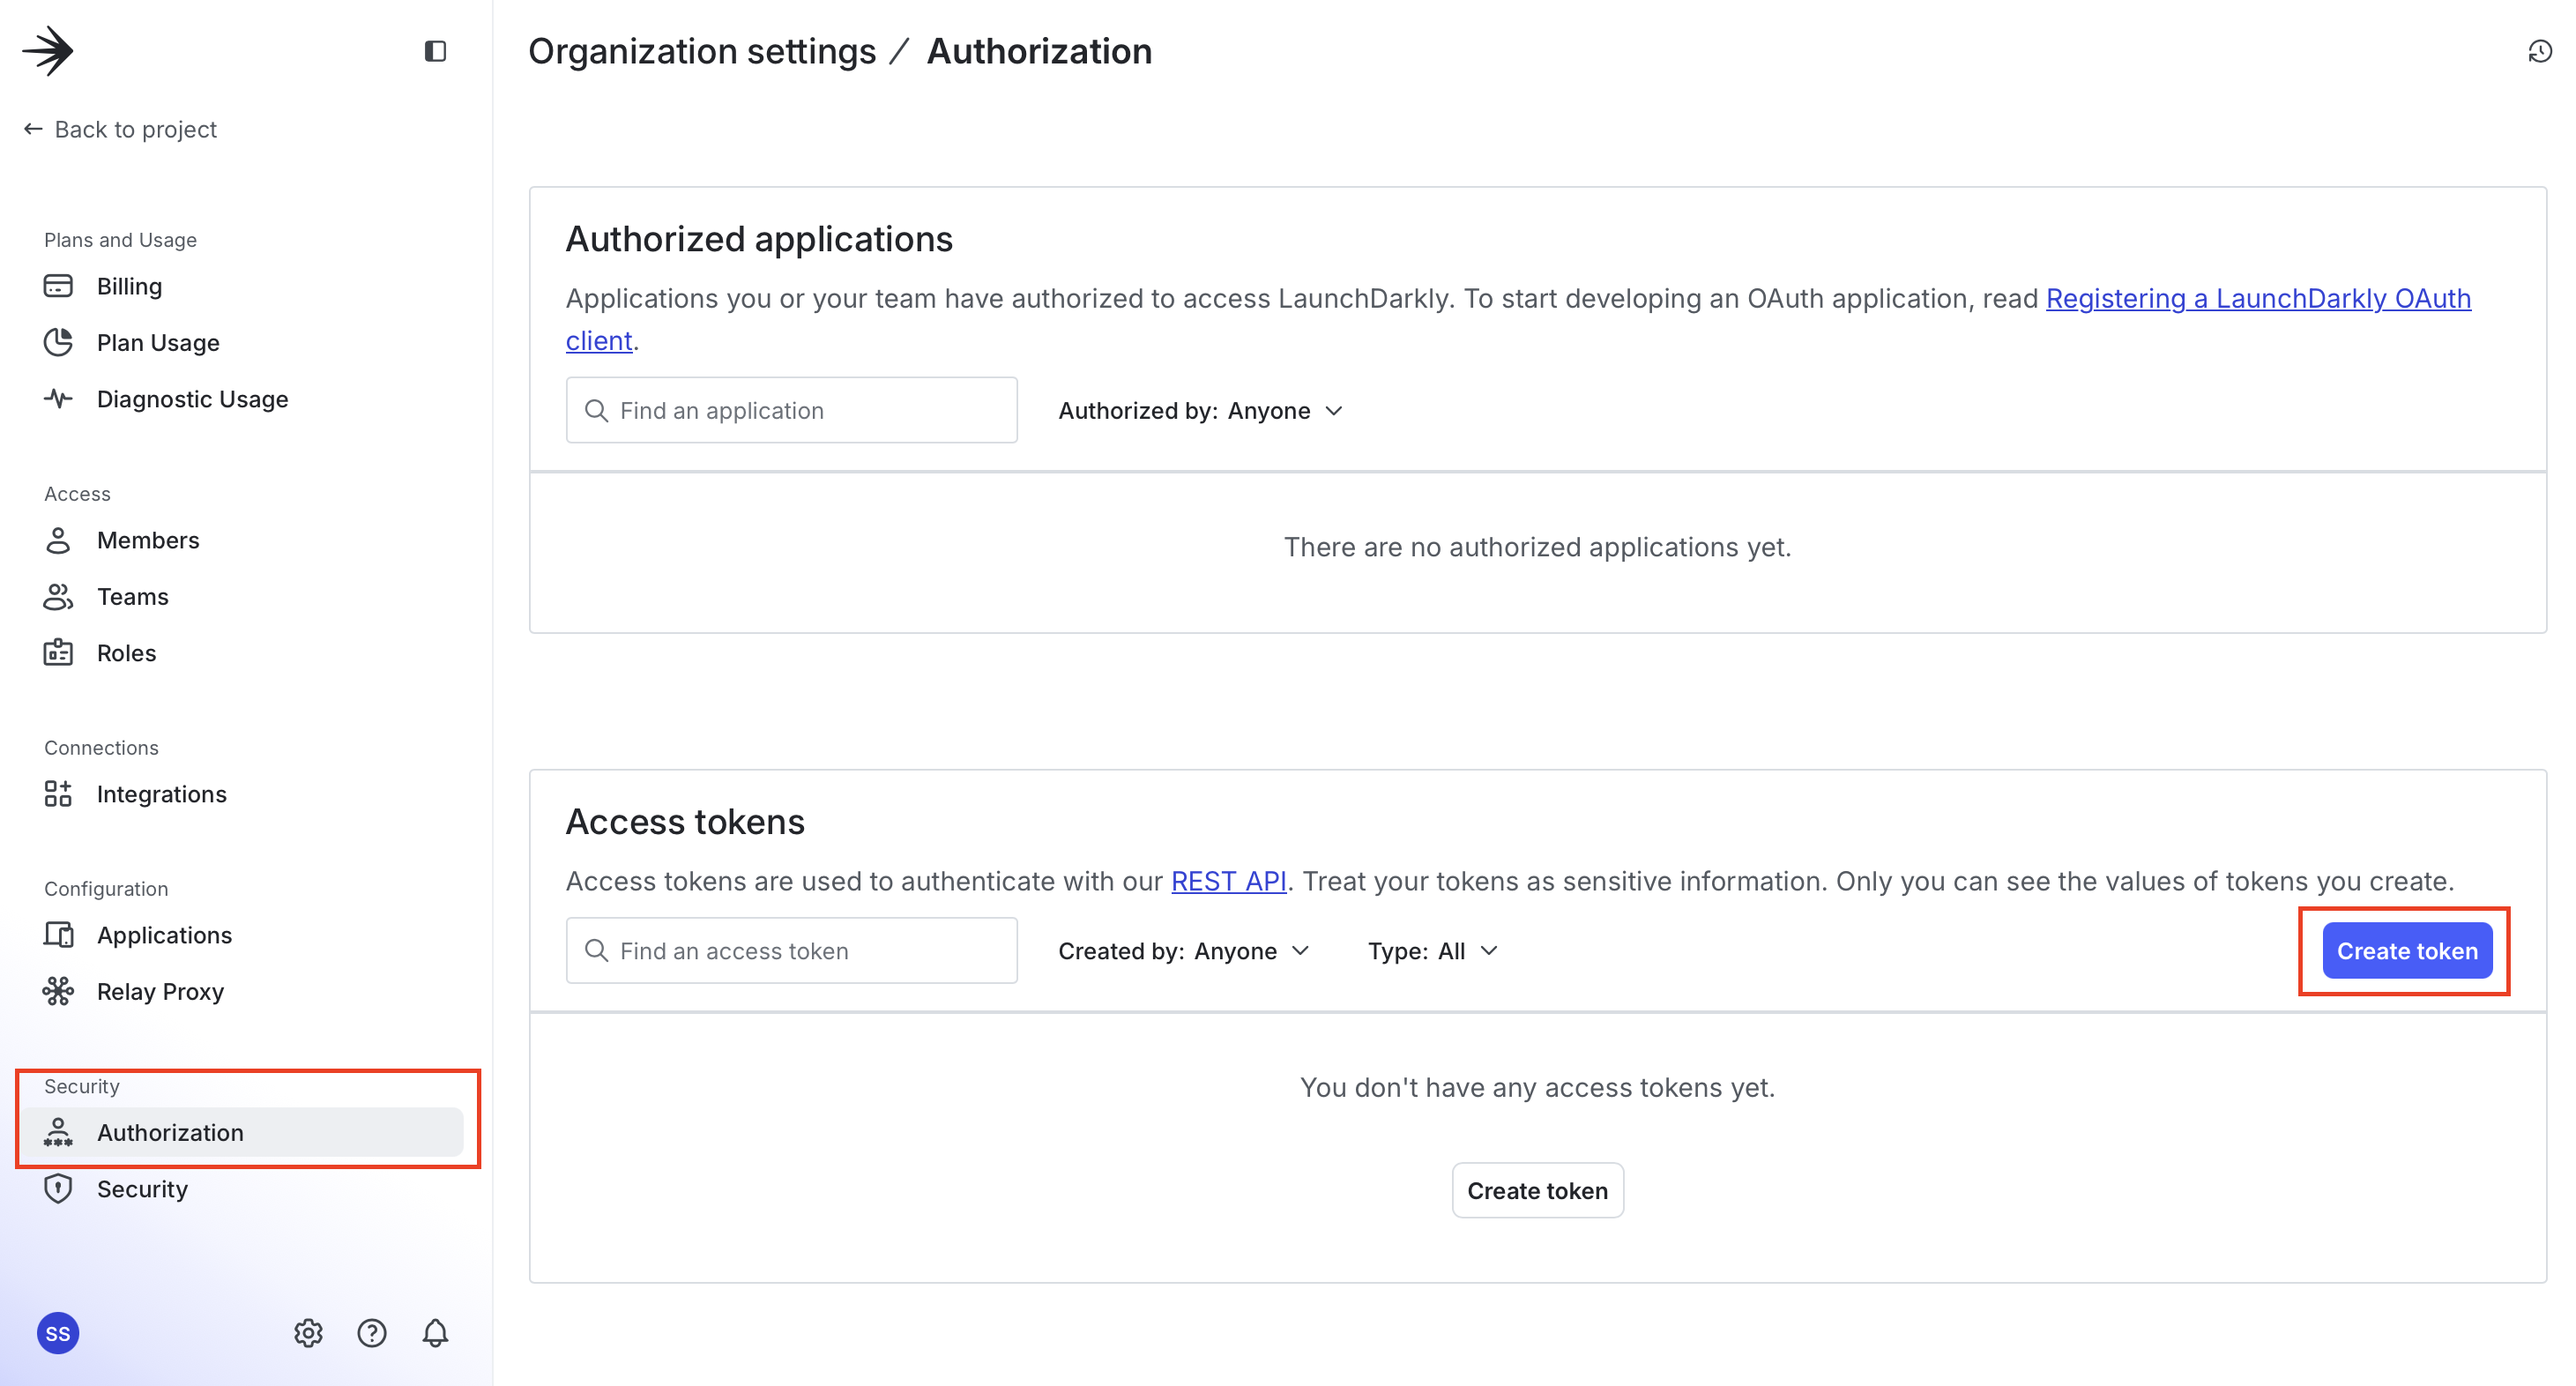 Organization settings / Authorization
Back to project
Plans and Usage
Billing
Plan Usage
Diagnostic Usage
Access
Members
Teams
Roles
Connections
Integrations
Configuration
Applications
Relay Proxy
Security
Authorization
Security
SS
Authorized applications
Applications you or your team have authorized to access LaunchDarkly. To start developing an OAuth application, read Registering a LaunchDarkly OAuth
client.
Find an application
Authorized by: Anyone
There are no authorized applications yet.
Access tokens
Access tokens are used to authenticate with our REST API. Treat your tokens as sensitive information. Only you can see the values of tokens you create.
Find an access token
Created by: Anyone
Type: All
Create token
You don't have any access tokens yet.
Create token